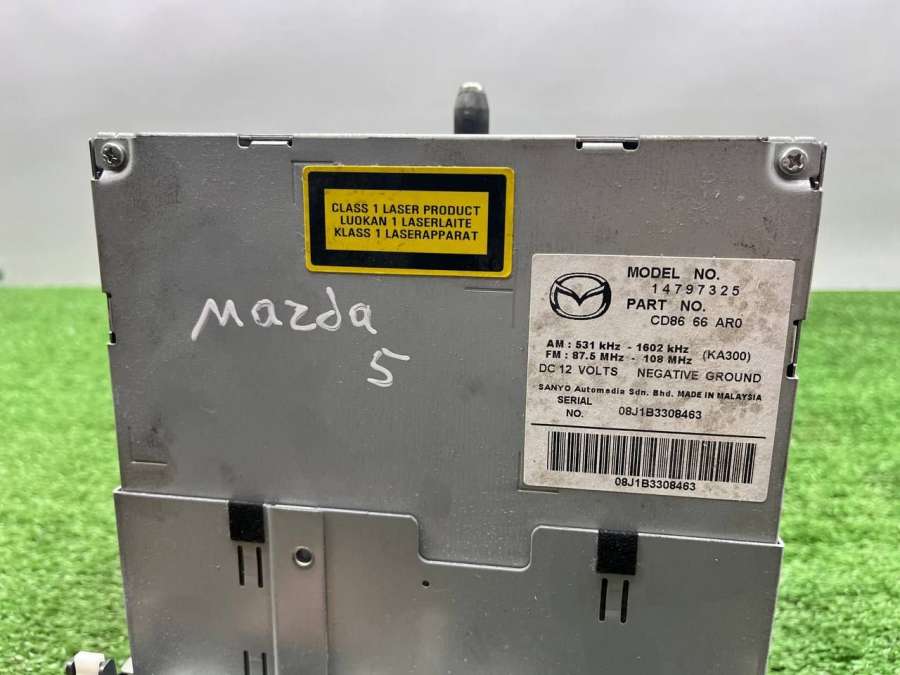 CLASS 1 LASER PRODUCT
LUOKAN 1 LASERLAITE
KLASS 1 LASERAPPARAT
Mazda
5
MODEL NO.
14797325
PART NO.
CD86 66 AR0
AM : 531 kHz - 1602 kHz (KA300)
FM : 87.5 MHz - 108 MHz
DC 12 VOLTS NEGATIVE GROUND
SANYO Automedia Sdn. Bhd. MADE IN MALAYSIA
SERIAL
NO. 08J1B3308463
08J1B3308463